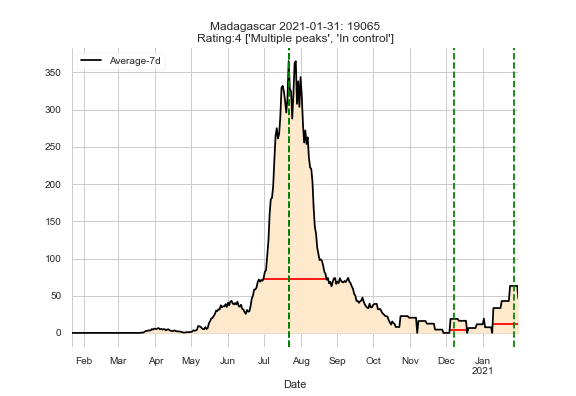 Madagascar 2021-01-31: 19065
Rating:4 ['Multiple peaks', 'In control']
Average-7d
350
300
250
200
150
100
50
0
Feb Mar Apr May Jun Jul Aug Sep Oct Nov Dec Jan
2021
Date